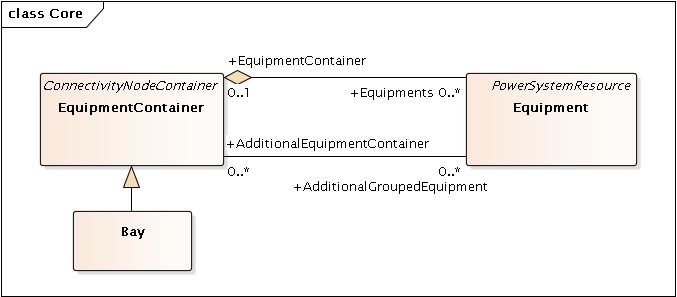 class Core
+EquipmentContainer
ConnectivityNodeContainer
EquipmentContainer
0..1
+Equipments 0..*
PowerSystemResource
Equipment
+AdditionalEquipmentContainer
0..*
0..*
+AdditionalGroupedEquipment
Bay